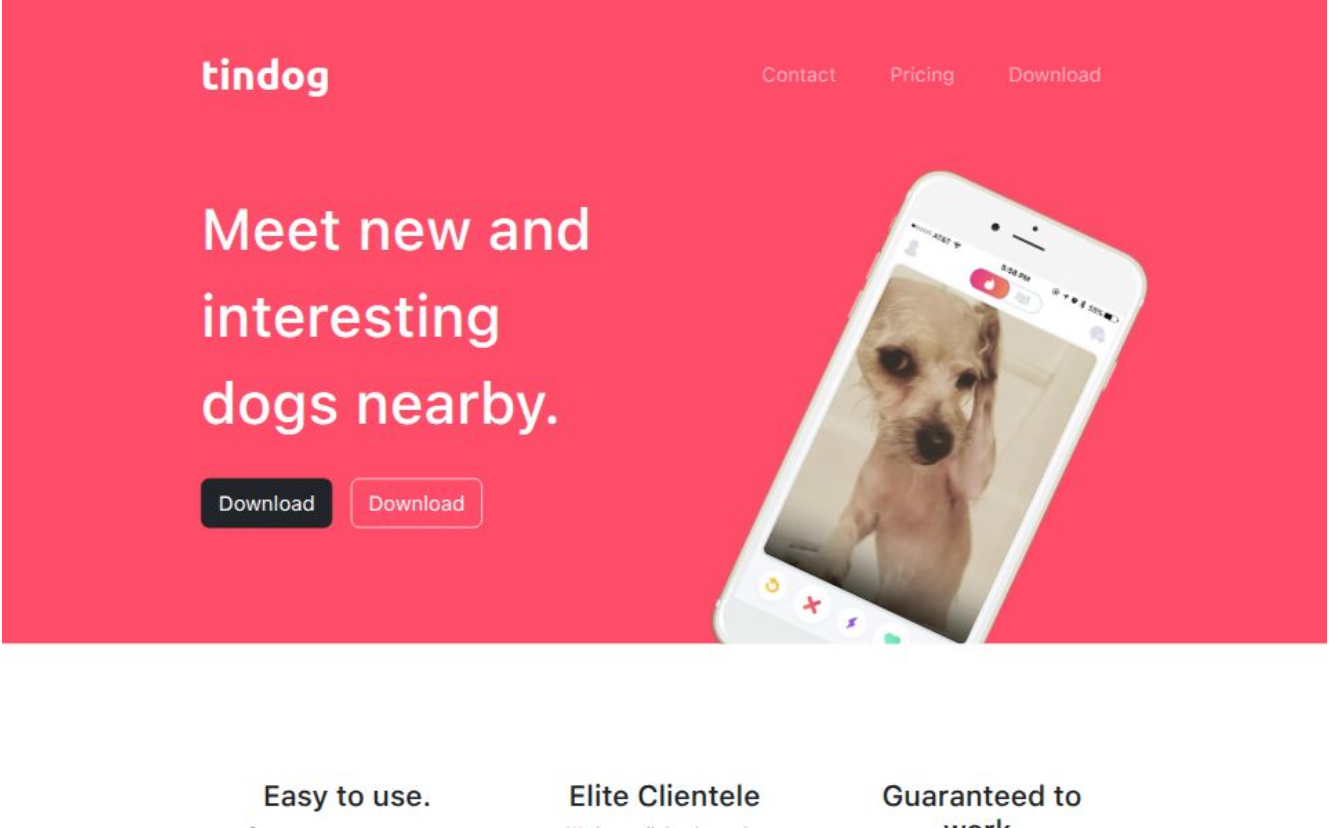 tindog
Contact Pricing Download
Meet new and
interesting
dogs nearby.
Download Download
AT&T
5:58 PM
Easy to use. Elite Clientele Guaranteed to
work.